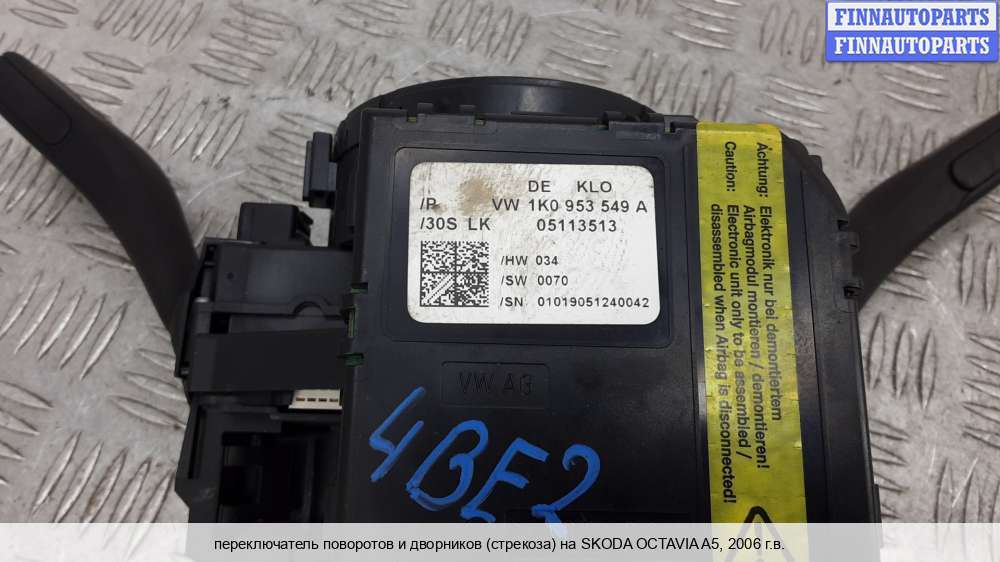 FINNAUTOPARTS
FINNAUTOPARTS
DE KLO
/P VW 1K0 953 549 A
/30S LK 05113513
/HW 034
/SW 0070
/SN 01019051240042
VW AG
4BE2
Achtung: Elektronik nur bei demontiertem
Airbagmodul montieren / demontieren!
Caution: Electronic unit only to be assembled /
disassembled when Airbag is disconnected!
переключатель поворотов и дворников (стрекоза) на SKODA OCTAVIA A5, 2006 г.в.